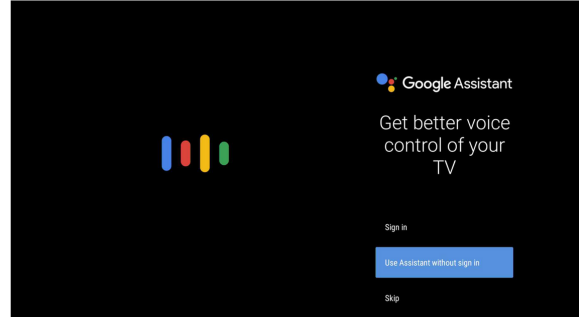 Google Assistant
Get better voice
control of your
TV
Sign in
Use Assistant without sign in
Skip